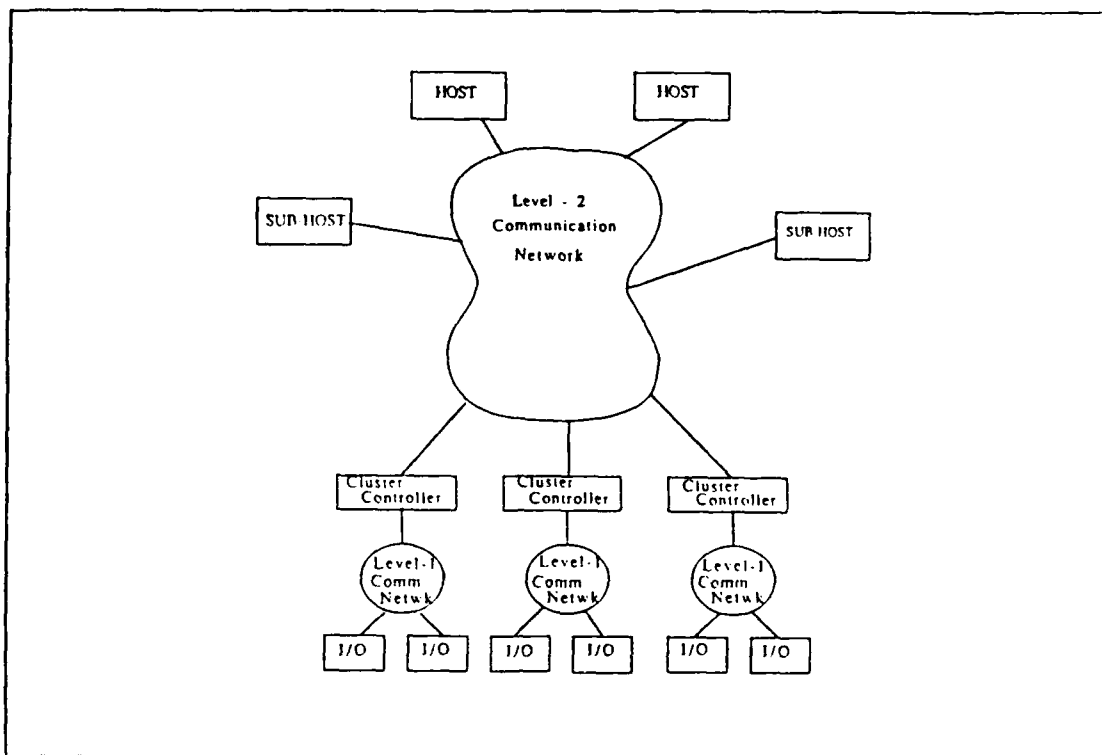 HOST
HOST
Level - 2
Communication
Network
SUB-HOST
SUB-HOST
Cluster
Controller
Cluster
Controller
Cluster
Controller
Level-1
Comm
Netwk
Level-1
Comm
Netwk
Level-1
Comm
Netwk
I/O
I/O
I/O
I/O
I/O
I/O